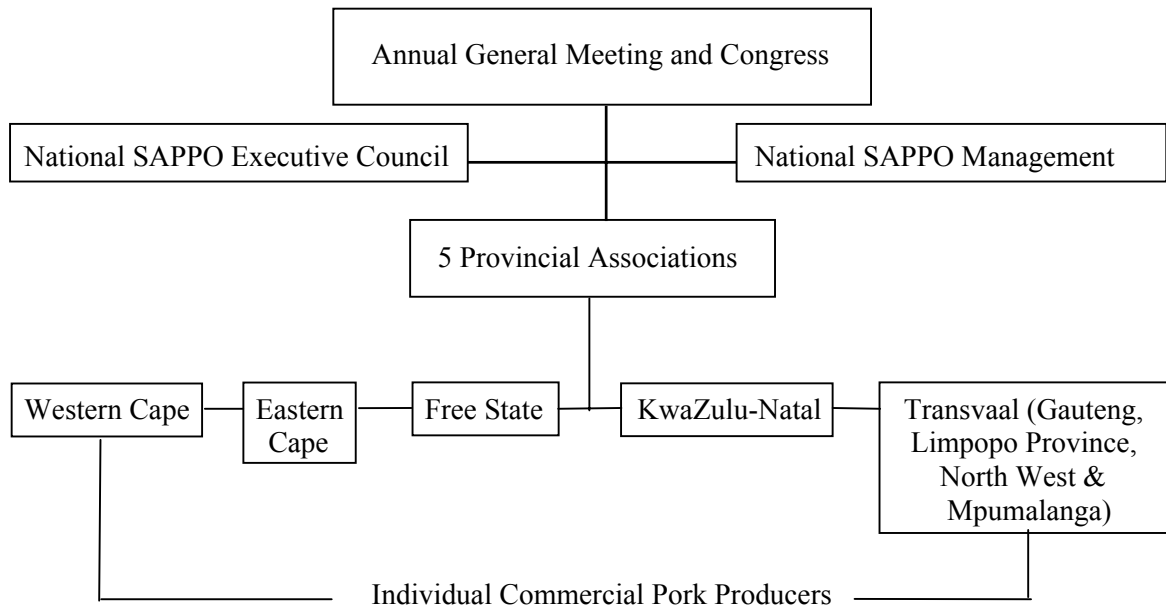 Annual General Meeting and Congress
National SAPPO Executive Council
National SAPPO Management
5 Provincial Associations
Western Cape
Eastern
Cape
Free State
KwaZulu-Natal
Transvaal (Gauteng,
Limpopo Province,
North West &
Mpumalanga)
Individual Commercial Pork Producers